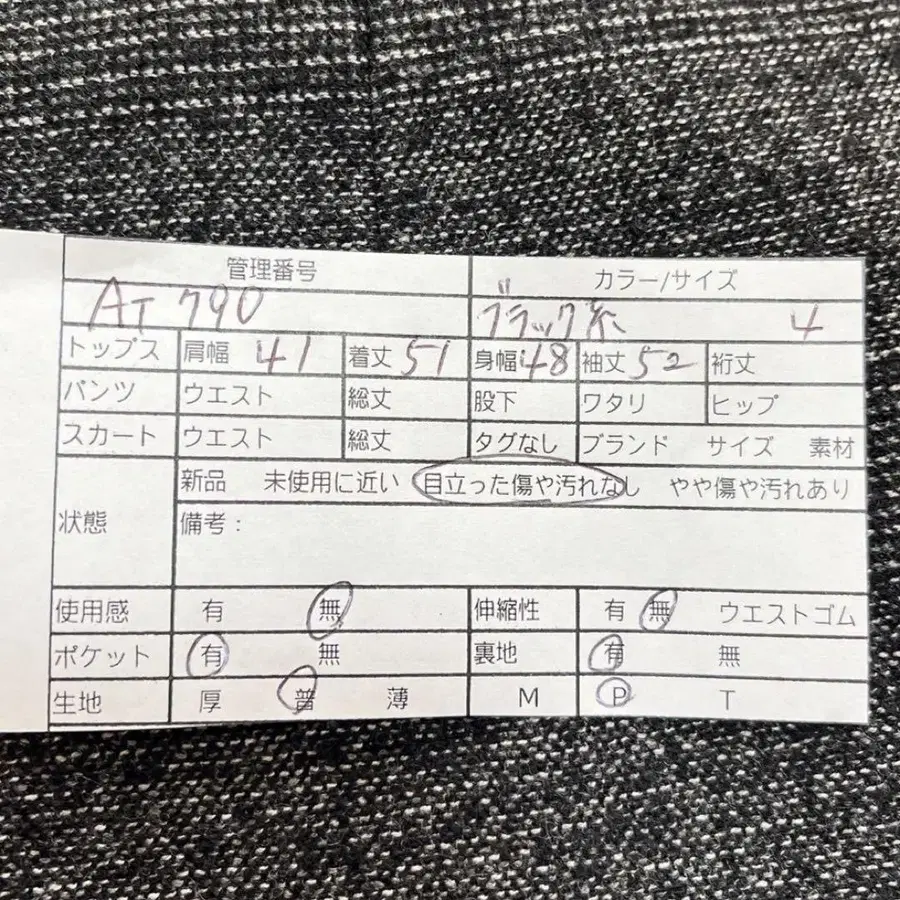 管理番号 カラー/サイズ
AT 790 ブラック系 4
トップス 肩幅 41 着丈 51 身幅 48 袖丈 52 裄丈
パンツ ウエスト 総丈 股下 ワタリ ヒップ
スカート ウエスト 総丈 タグなし ブランド サイズ 素材
状態 新品 未使用に近い 目立った傷や汚れなし やや傷や汚れあり
備考：
使用感 有 無 伸縮性 有 無 ウエストゴム
ポケット 有 無 裏地 有 無
生地 厚 普 薄 M P T